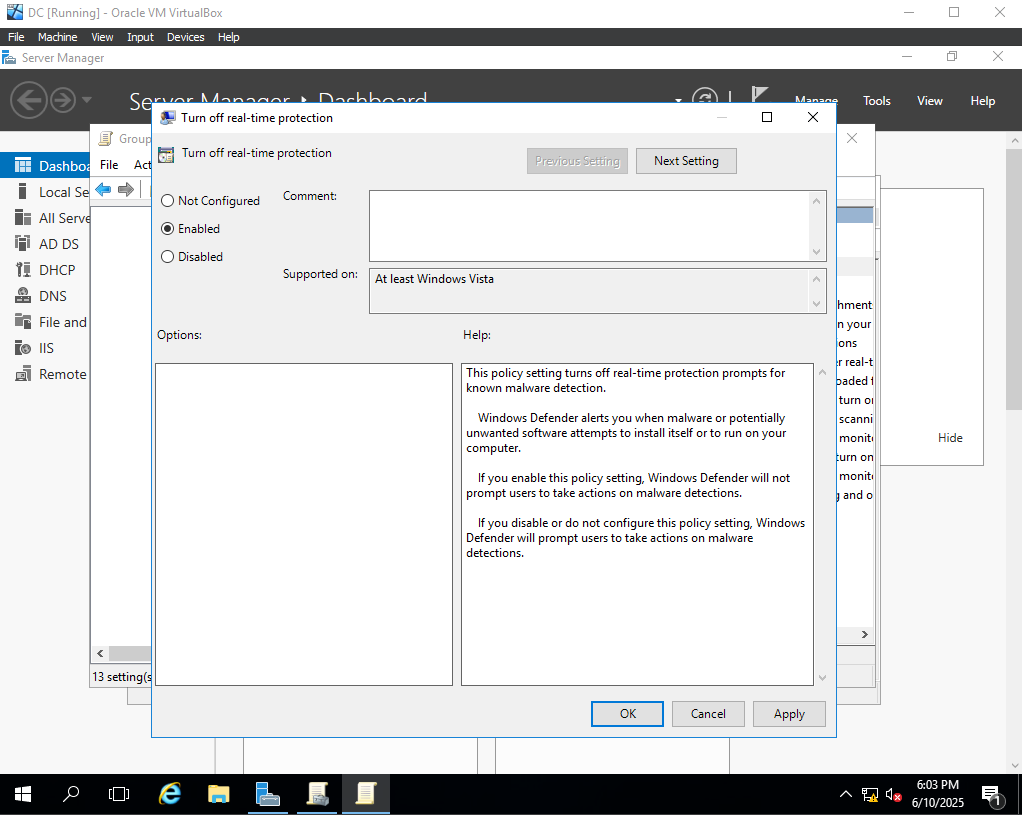 DC [Running] - Oracle VM VirtualBox
File Machine View Input Devices Help
Server Manager
Server Manager Dashboard
Manage Tools View Help
Group
File Act
Dashboa
Local Se
All Serve
AD DS
DHCP
DNS
File and
IIS
Remote
13 setting(s
Turn off real-time protection
Turn off real-time protection
Previous Setting Next Setting
Not Configured
Enabled
Disabled
Comment:
Supported on:
At least Windows Vista
Options:
Help:
This policy setting turns off real-time protection prompts for
known malware detection.
Windows Defender alerts you when malware or potentially
unwanted software attempts to install itself or to run on your
computer.
If you enable this policy setting, Windows Defender will not
prompt users to take actions on malware detections.
If you disable or do not configure this policy setting, Windows
Defender will prompt users to take actions on malware
detections.
OK Cancel Apply
hment
n your
ons
r real-t
oaded f
turn o
scanni
monit
urn on
monit
g and o
Hide
6:03 PM
6/10/2025
1